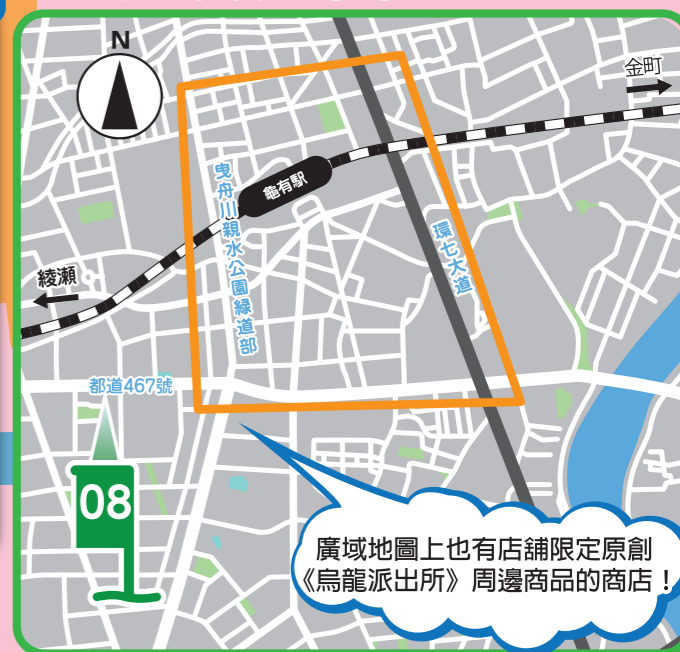 N
金町
龜有駅
曳舟川親水公園緑道部
環七大道
綾瀬
都道467號
08
廣域地圖上也有店舖限定原創
《烏龍派出所》周邊商品的商店！